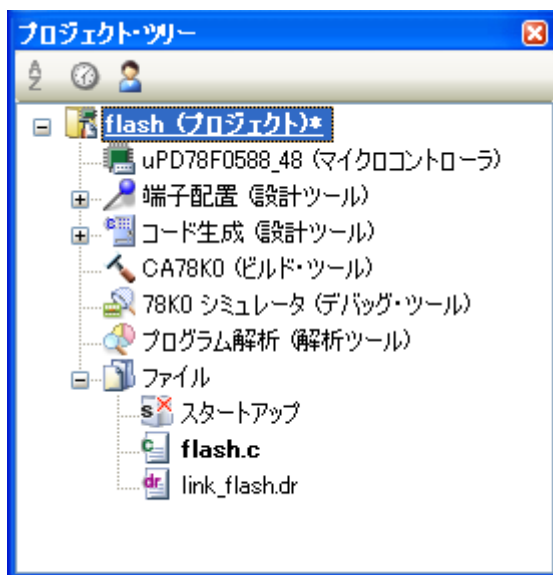 プロジェクト・ツリー
flash (プロジェクト)*
uPD78F0588_48 (マイクロコントローラ)
端子配置 (設計ツール)
コード生成 (設計ツール)
CA78K0 (ビルド・ツール)
78K0 シミュレータ (デバッグ・ツール)
プログラム解析 (解析ツール)
ファイル
スタートアップ
flash.c
link_flash.dr